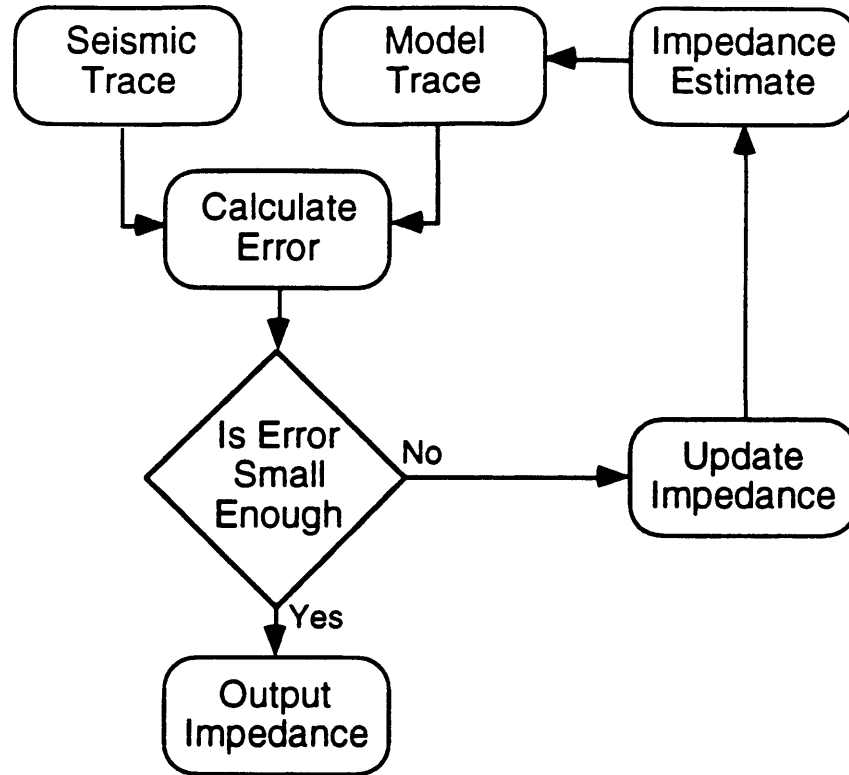 Seismic
Trace
Model
Trace
Impedance
Estimate
Calculate
Error
Is Error
Small
Enough
No
Update
Impedance
Yes
Output
Impedance